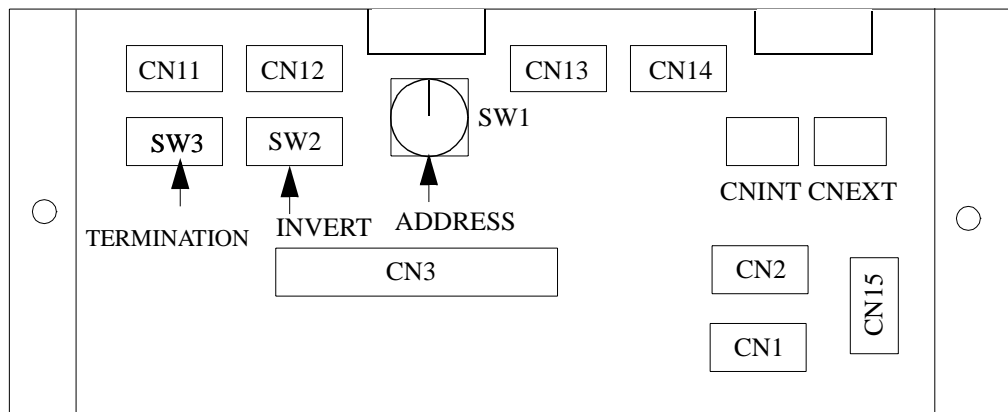 CN11 CN12 CN13 CN14
SW1
SW3 SW2
CNINT CNEXT
TERMINATION INVERT ADDRESS
CN3 CN2
CN15
CN1